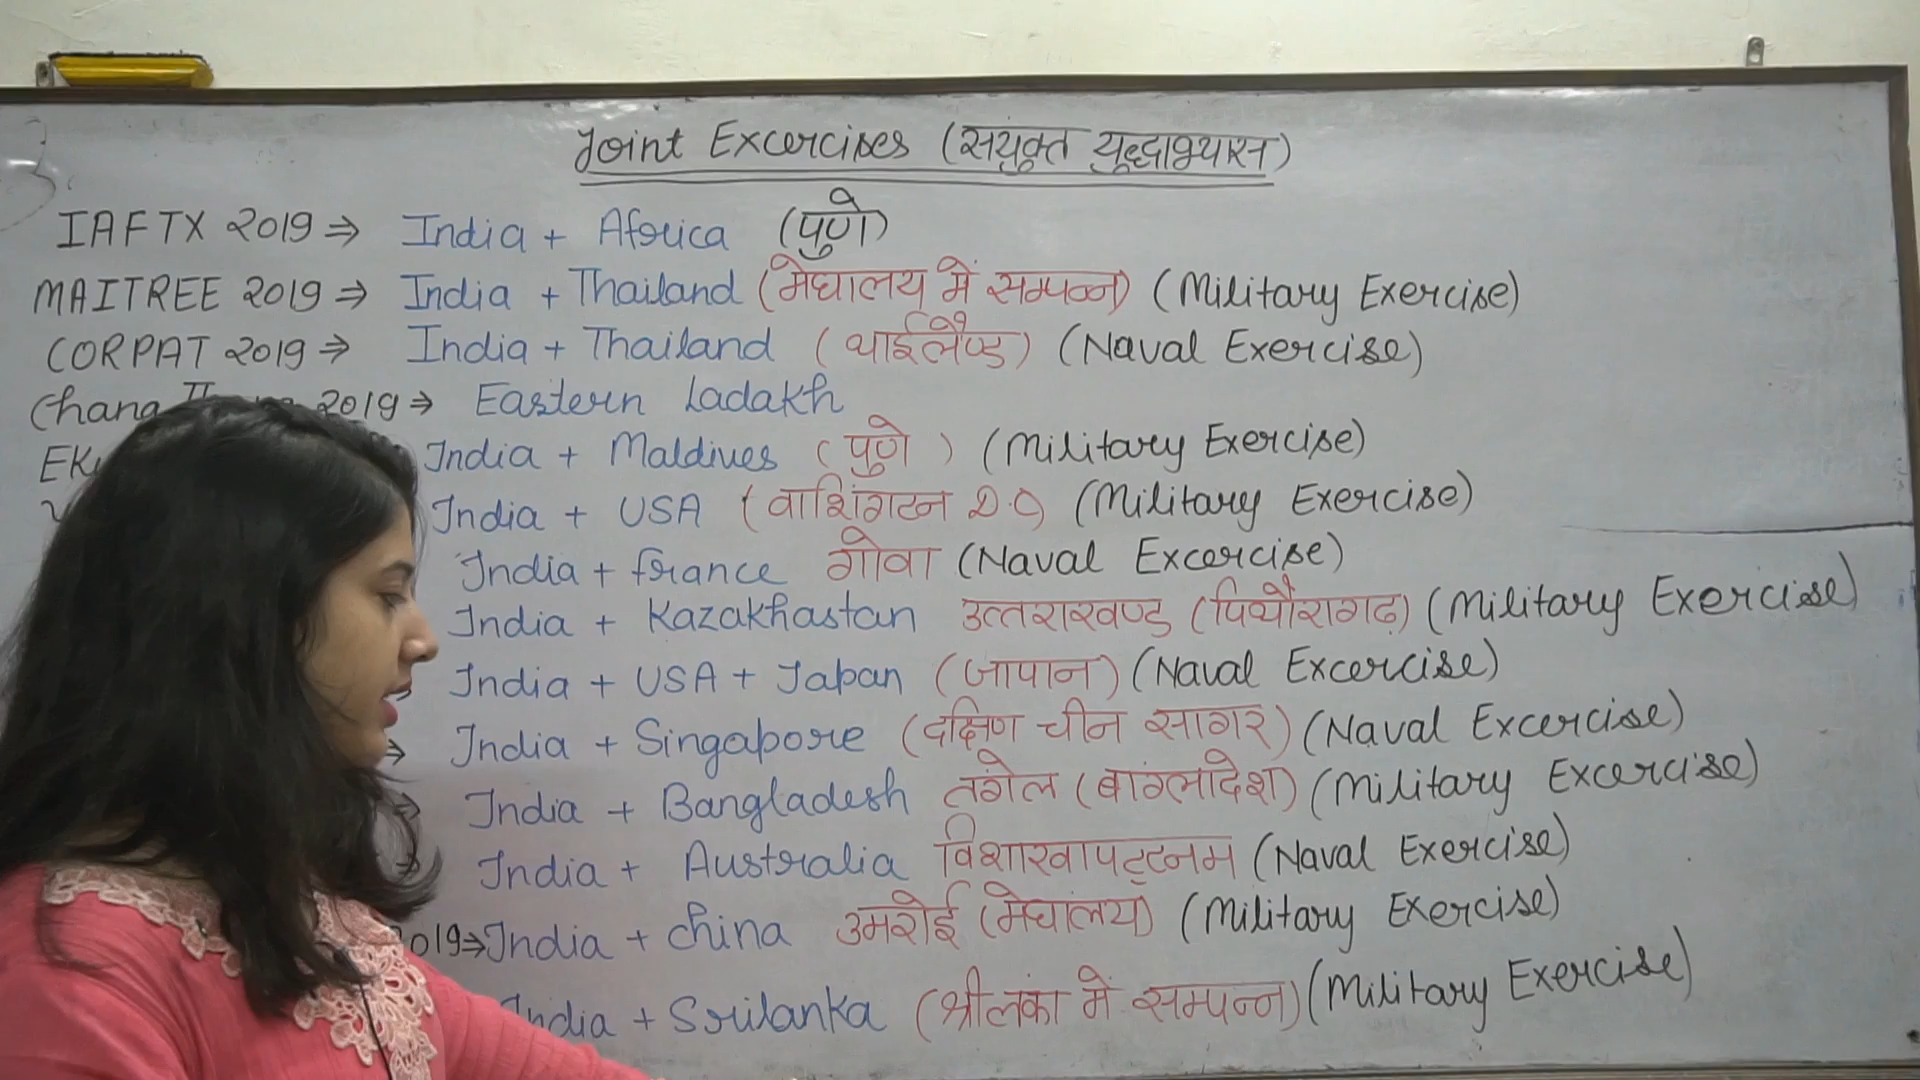 Joint Excercises (सयुक्त युद्धाभ्यास)
IAFTX 2019 ⇒ India + Africa (पुणे)
MAITREE 2019 ⇒ India + Thailand (मेघालय में सम्पन्न) (Military Exercise)
CORPAT 2019 ⇒ India + Thailand (थाईलैण्ड) (Naval Exercise)
Chang 2019 ⇒ Eastern Ladakh
India + Maldives (पुणे) (Military Exercise)
India + USA (वाशिंगटन D.C) (Military Exercise)
India + france गोवा (Naval Excercise)
India + Kazakhastan उत्तराखण्ड (पिथौरागढ़) (Military Exercise)
India + USA + Japan (जापान) (Naval Excercise)
⇒ India + Singapore (दक्षिण चीन सागर) (Naval Excercise)
⇒ India + Bangladesh तंगेल (बांग्लादेश) (Military Excercise)
⇒ India + Australia विशाखापट्टनम (Naval Exercise)
2019⇒ India + China उमरोई (मेघालय) (Military Exercise)
India + Srilanka (श्रीलंका में सम्पन्न) (Military Exercise)